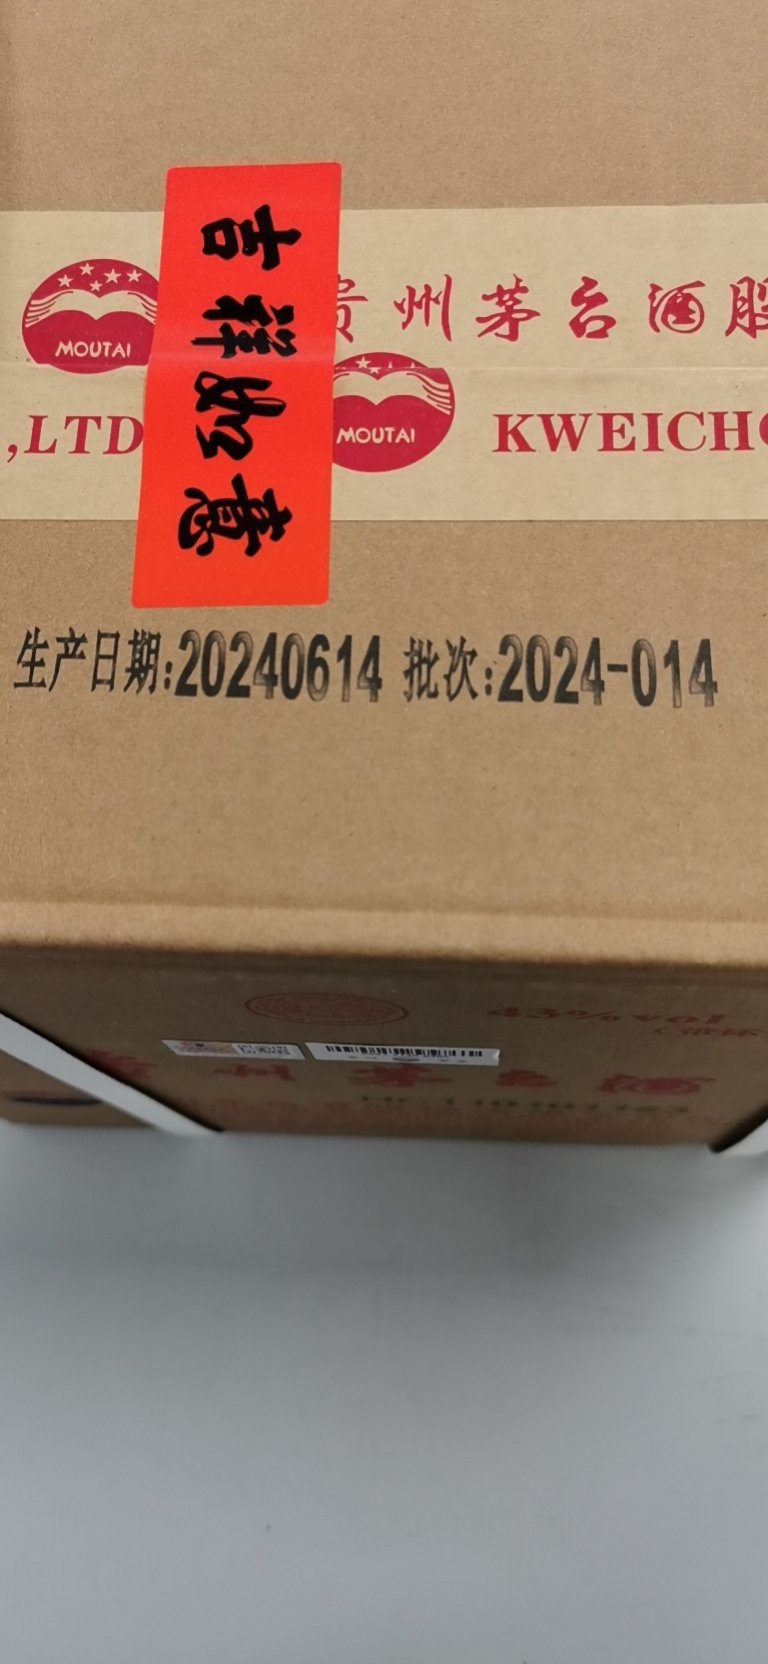 吉祥如意
MOUTAI
贵州茅台酒股
,LTD
MOUTAI
KWEICHO
生产日期:20240614 批次:2024-014
43%vol